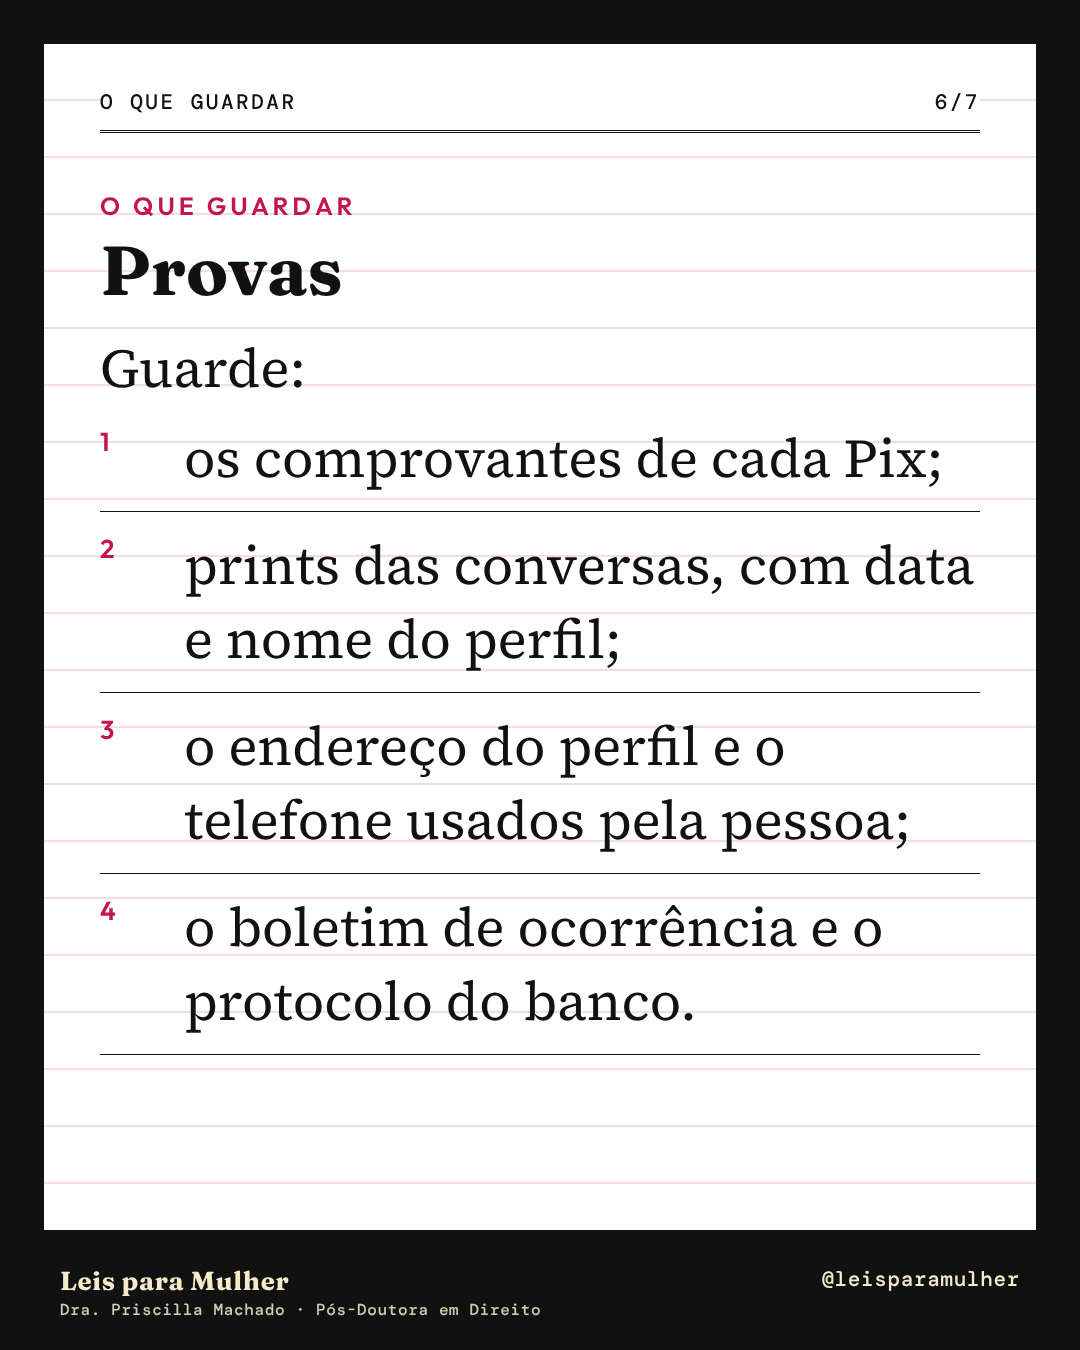 O QUE GUARDAR 6/7
O QUE GUARDAR
Provas
Guarde:
1 os comprovantes de cada Pix;
2 prints das conversas, com data
e nome do perfil;
3 o endereço do perfil e o
telefone usados pela pessoa;
4 o boletim de ocorrência e o
protocolo do banco.
Leis para Mulher @leisparamulher
Dra. Priscilla Machado · Pós-Doutora em Direito